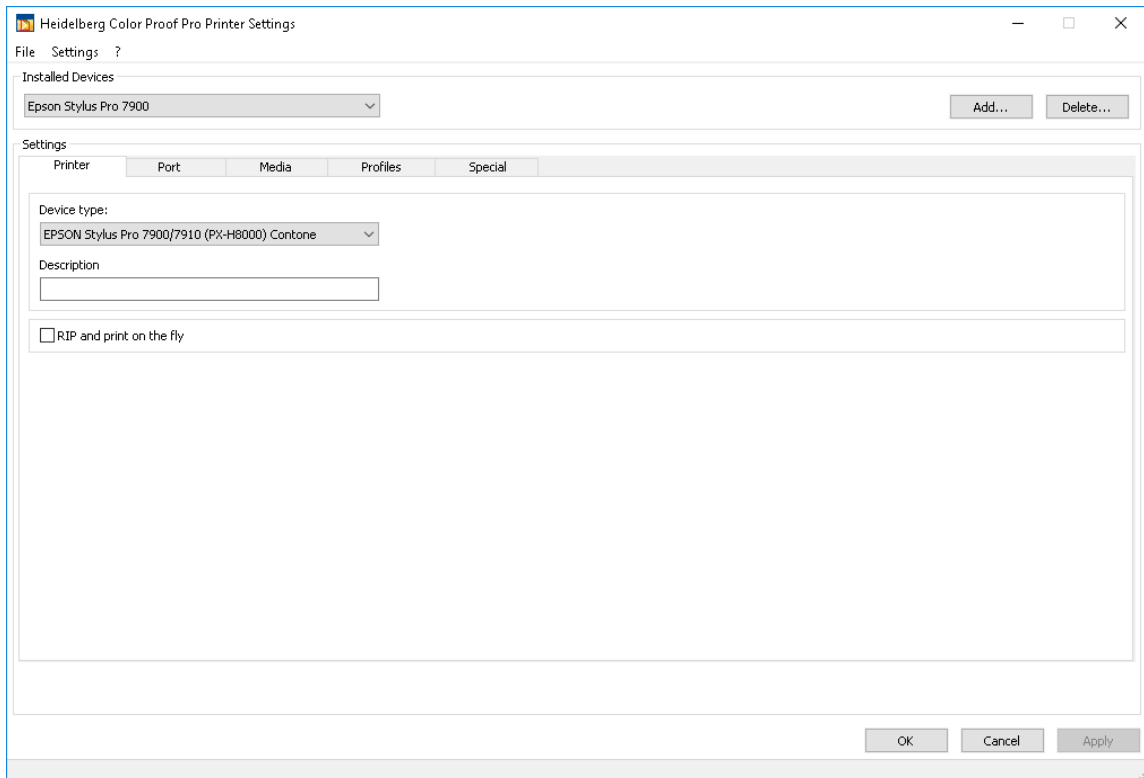 Heidelberg Color Proof Pro Printer Settings
File Settings ?
Installed Devices
Epson Stylus Pro 7900
Add...
Delete...
Settings
Printer Port Media Profiles Special
Device type:
EPSON Stylus Pro 7900/7910 (PX-H8000) Contone
Description
RIP and print on the fly
OK Cancel Apply